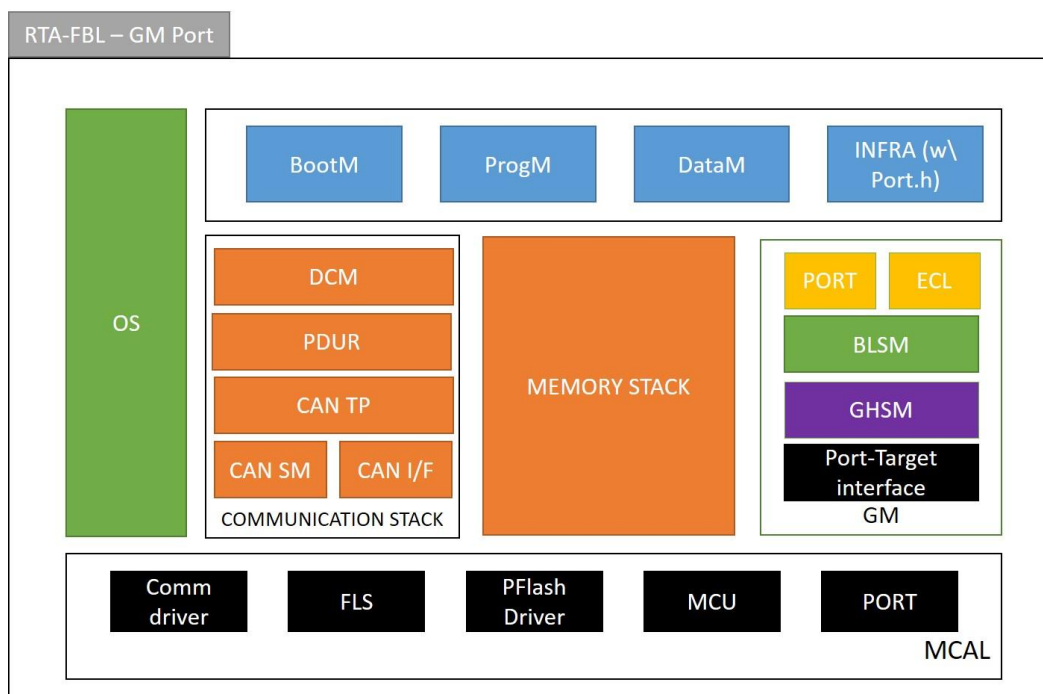 RTA-FBL – GM Port
BootM
ProgM
DataM
INFRA (w\
Port.h)
OS
DCM
PDUR
CAN TP
CAN SM
CAN I/F
COMMUNICATION STACK
MEMORY STACK
PORT
ECL
BLSM
GHSM
Port-Target
interface
GM
Comm
driver
FLS
PFlash
Driver
MCU
PORT
MCAL